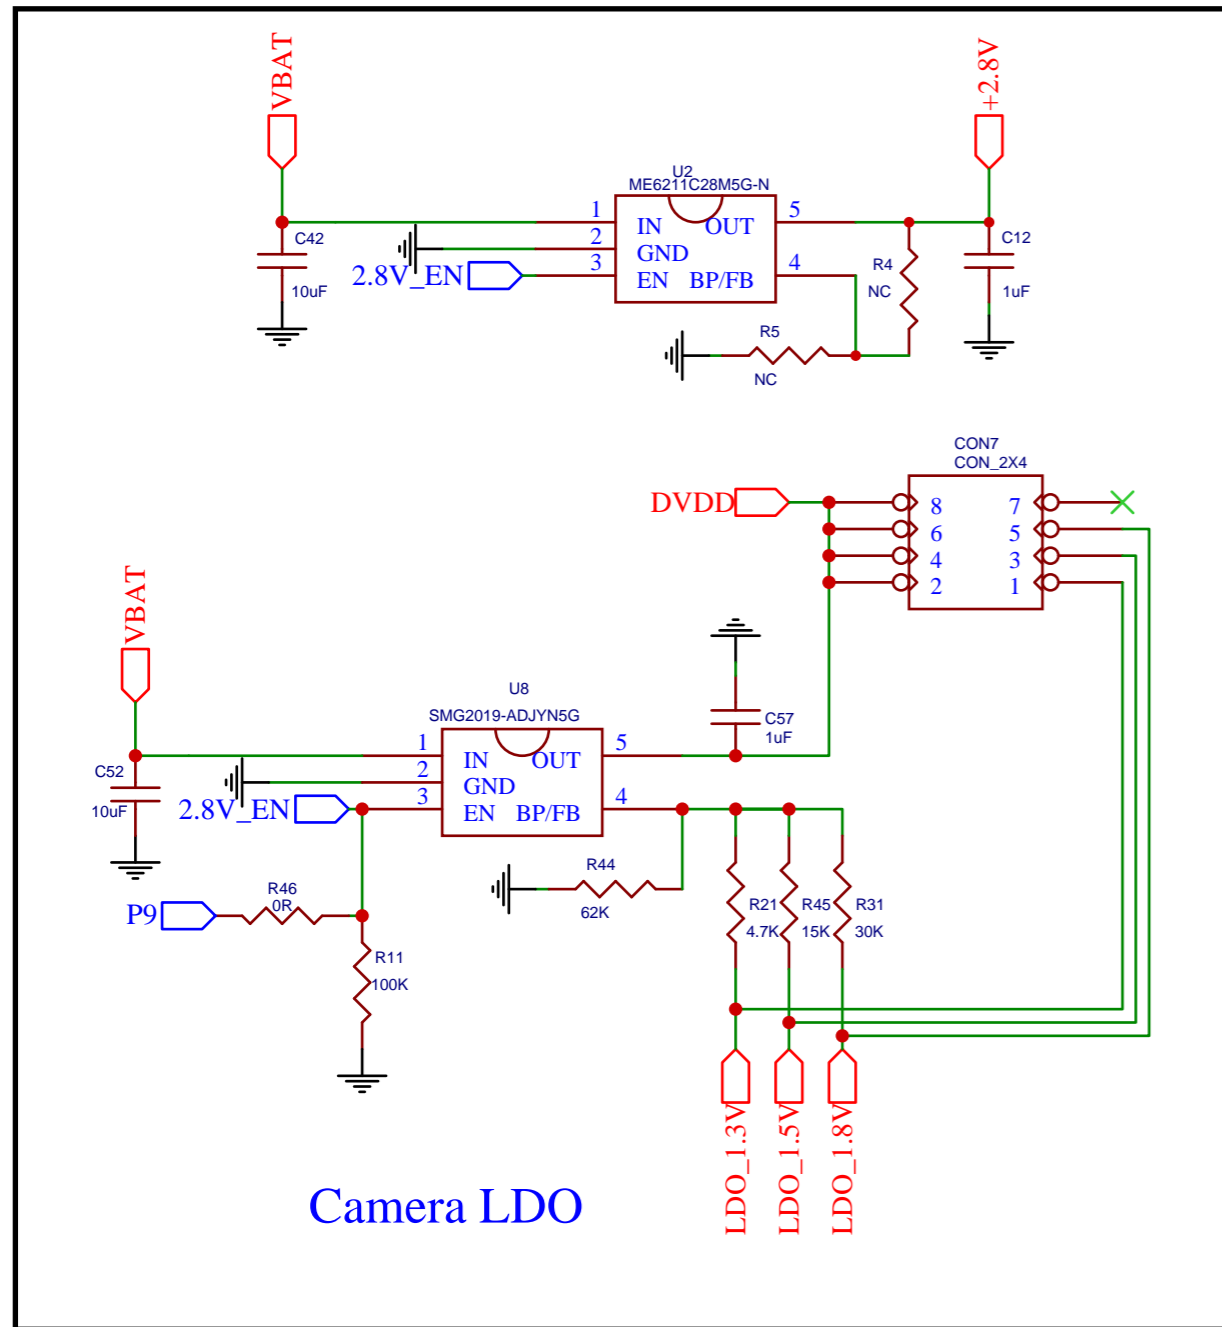 VBAT
+2.8V
U2
ME6211C28M5G-N
1
IN
OUT
5
2
GND
3
EN
BP/FB
4
C42
10uF
2.8V_EN
R4
NC
C12
1uF
R5
NC
CON7
CON_2X4
DVDD
8
7
6
5
4
3
2
1
VBAT
U8
SMG2019-ADJYN5G
1
IN
OUT
5
2
GND
3
EN
BP/FB
4
C57
1uF
C52
10uF
2.8V_EN
R44
62K
R46
0R
P9
R11
100K
R21
4.7K
R45
15K
R31
30K
LDO_1.3V
LDO_1.5V
LDO_1.8V
Camera LDO